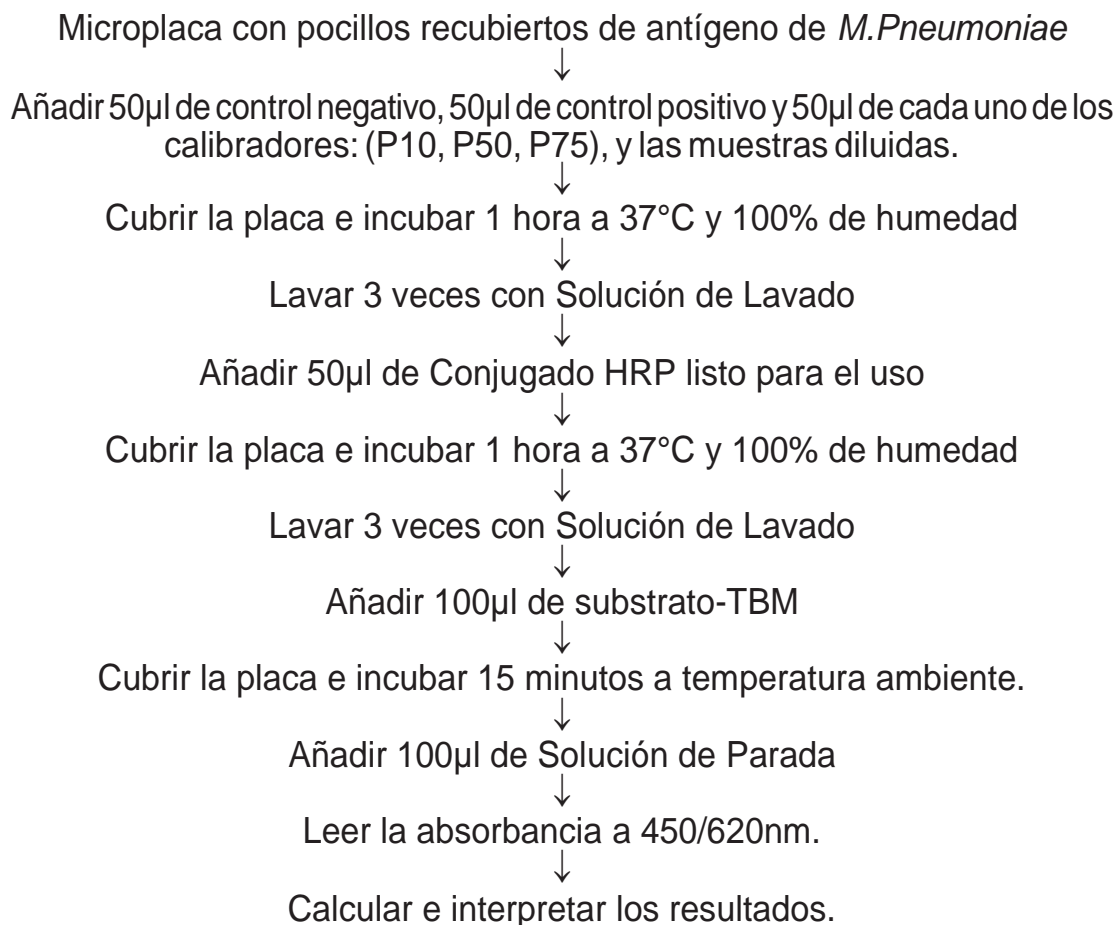 Microplaca con pocillos recubiertos de antígeno de M.Pneumoniae
↓
Añadir 50µl de control negativo, 50µl de control positivo y 50µl de cada uno de los
calibradores: (P10, P50, P75), y las muestras diluidas.
↓
Cubrir la placa e incubar 1 hora a 37°C y 100% de humedad
↓
Lavar 3 veces con Solución de Lavado
↓
Añadir 50µl de Conjugado HRP listo para el uso
↓
Cubrir la placa e incubar 1 hora a 37°C y 100% de humedad
↓
Lavar 3 veces con Solución de Lavado
↓
Añadir 100µl de substrato-TBM
↓
Cubrir la placa e incubar 15 minutos a temperatura ambiente.
↓
Añadir 100µl de Solución de Parada
↓
Leer la absorbancia a 450/620nm.
↓
Calcular e interpretar los resultados.